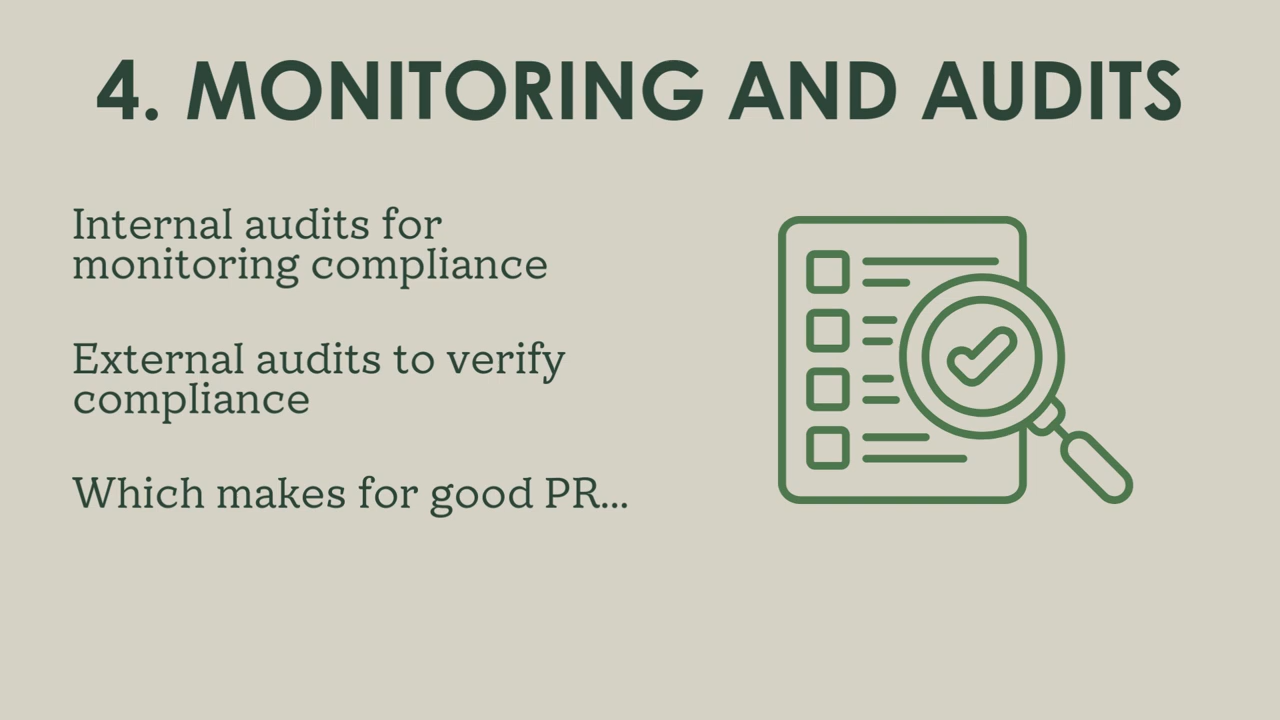 4. MONITORING AND AUDITS
Internal audits for
monitoring compliance
External audits to verify
compliance
Which makes for good PR...